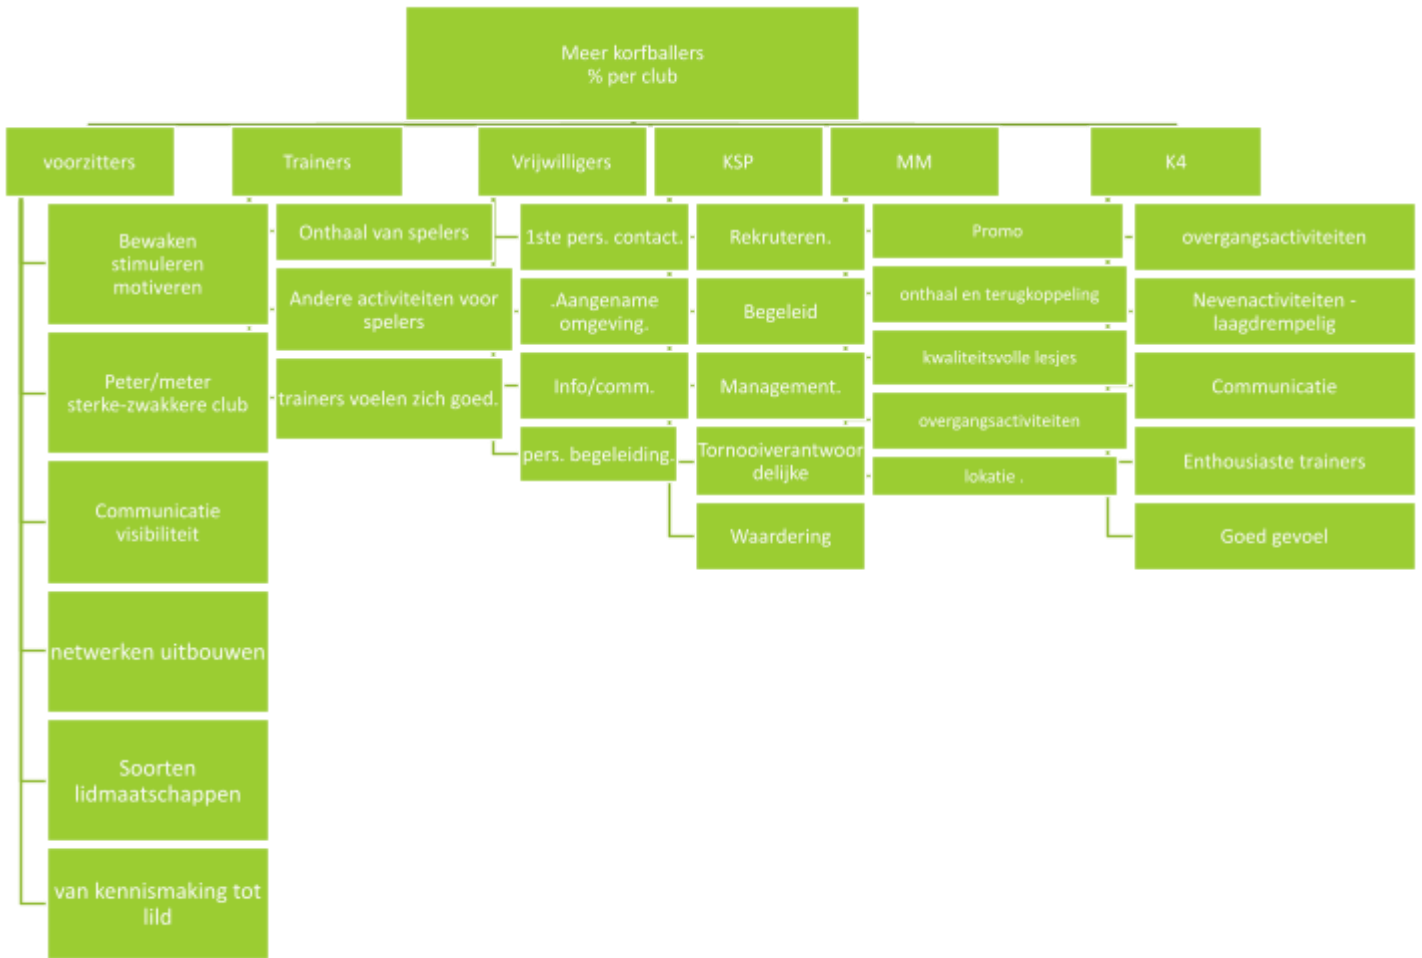 Meer korfballers
% per club
voorzitters
Bewaken
stimuleren
motiveren
Peter/meter
sterke-zwakkere club
Communicatie
visibiliteit
netwerken uitbouwen
Soorten
lidmaatschappen
van kennismaking tot
lild
Trainers
Onthaal van spelers
Andere activiteiten voor
spelers
trainers voelen zich goed.
Vrijwilligers
1ste pers. contact.
.Aangename
omgeving.
Info/comm.
pers. begeleiding.
KSP
Rekruteren.
Begeleid
Management.
Tornooiverantwoor
delijke
Waardering
MM
Promo
onthaal en terugkoppeling
kwaliteitsvolle lesjes
overgangsactiviteiten
lokatie .
K4
overgangsactiviteiten
Nevenactiviteiten -
laagdrempelig
Communicatie
Enthousiaste trainers
Goed gevoel